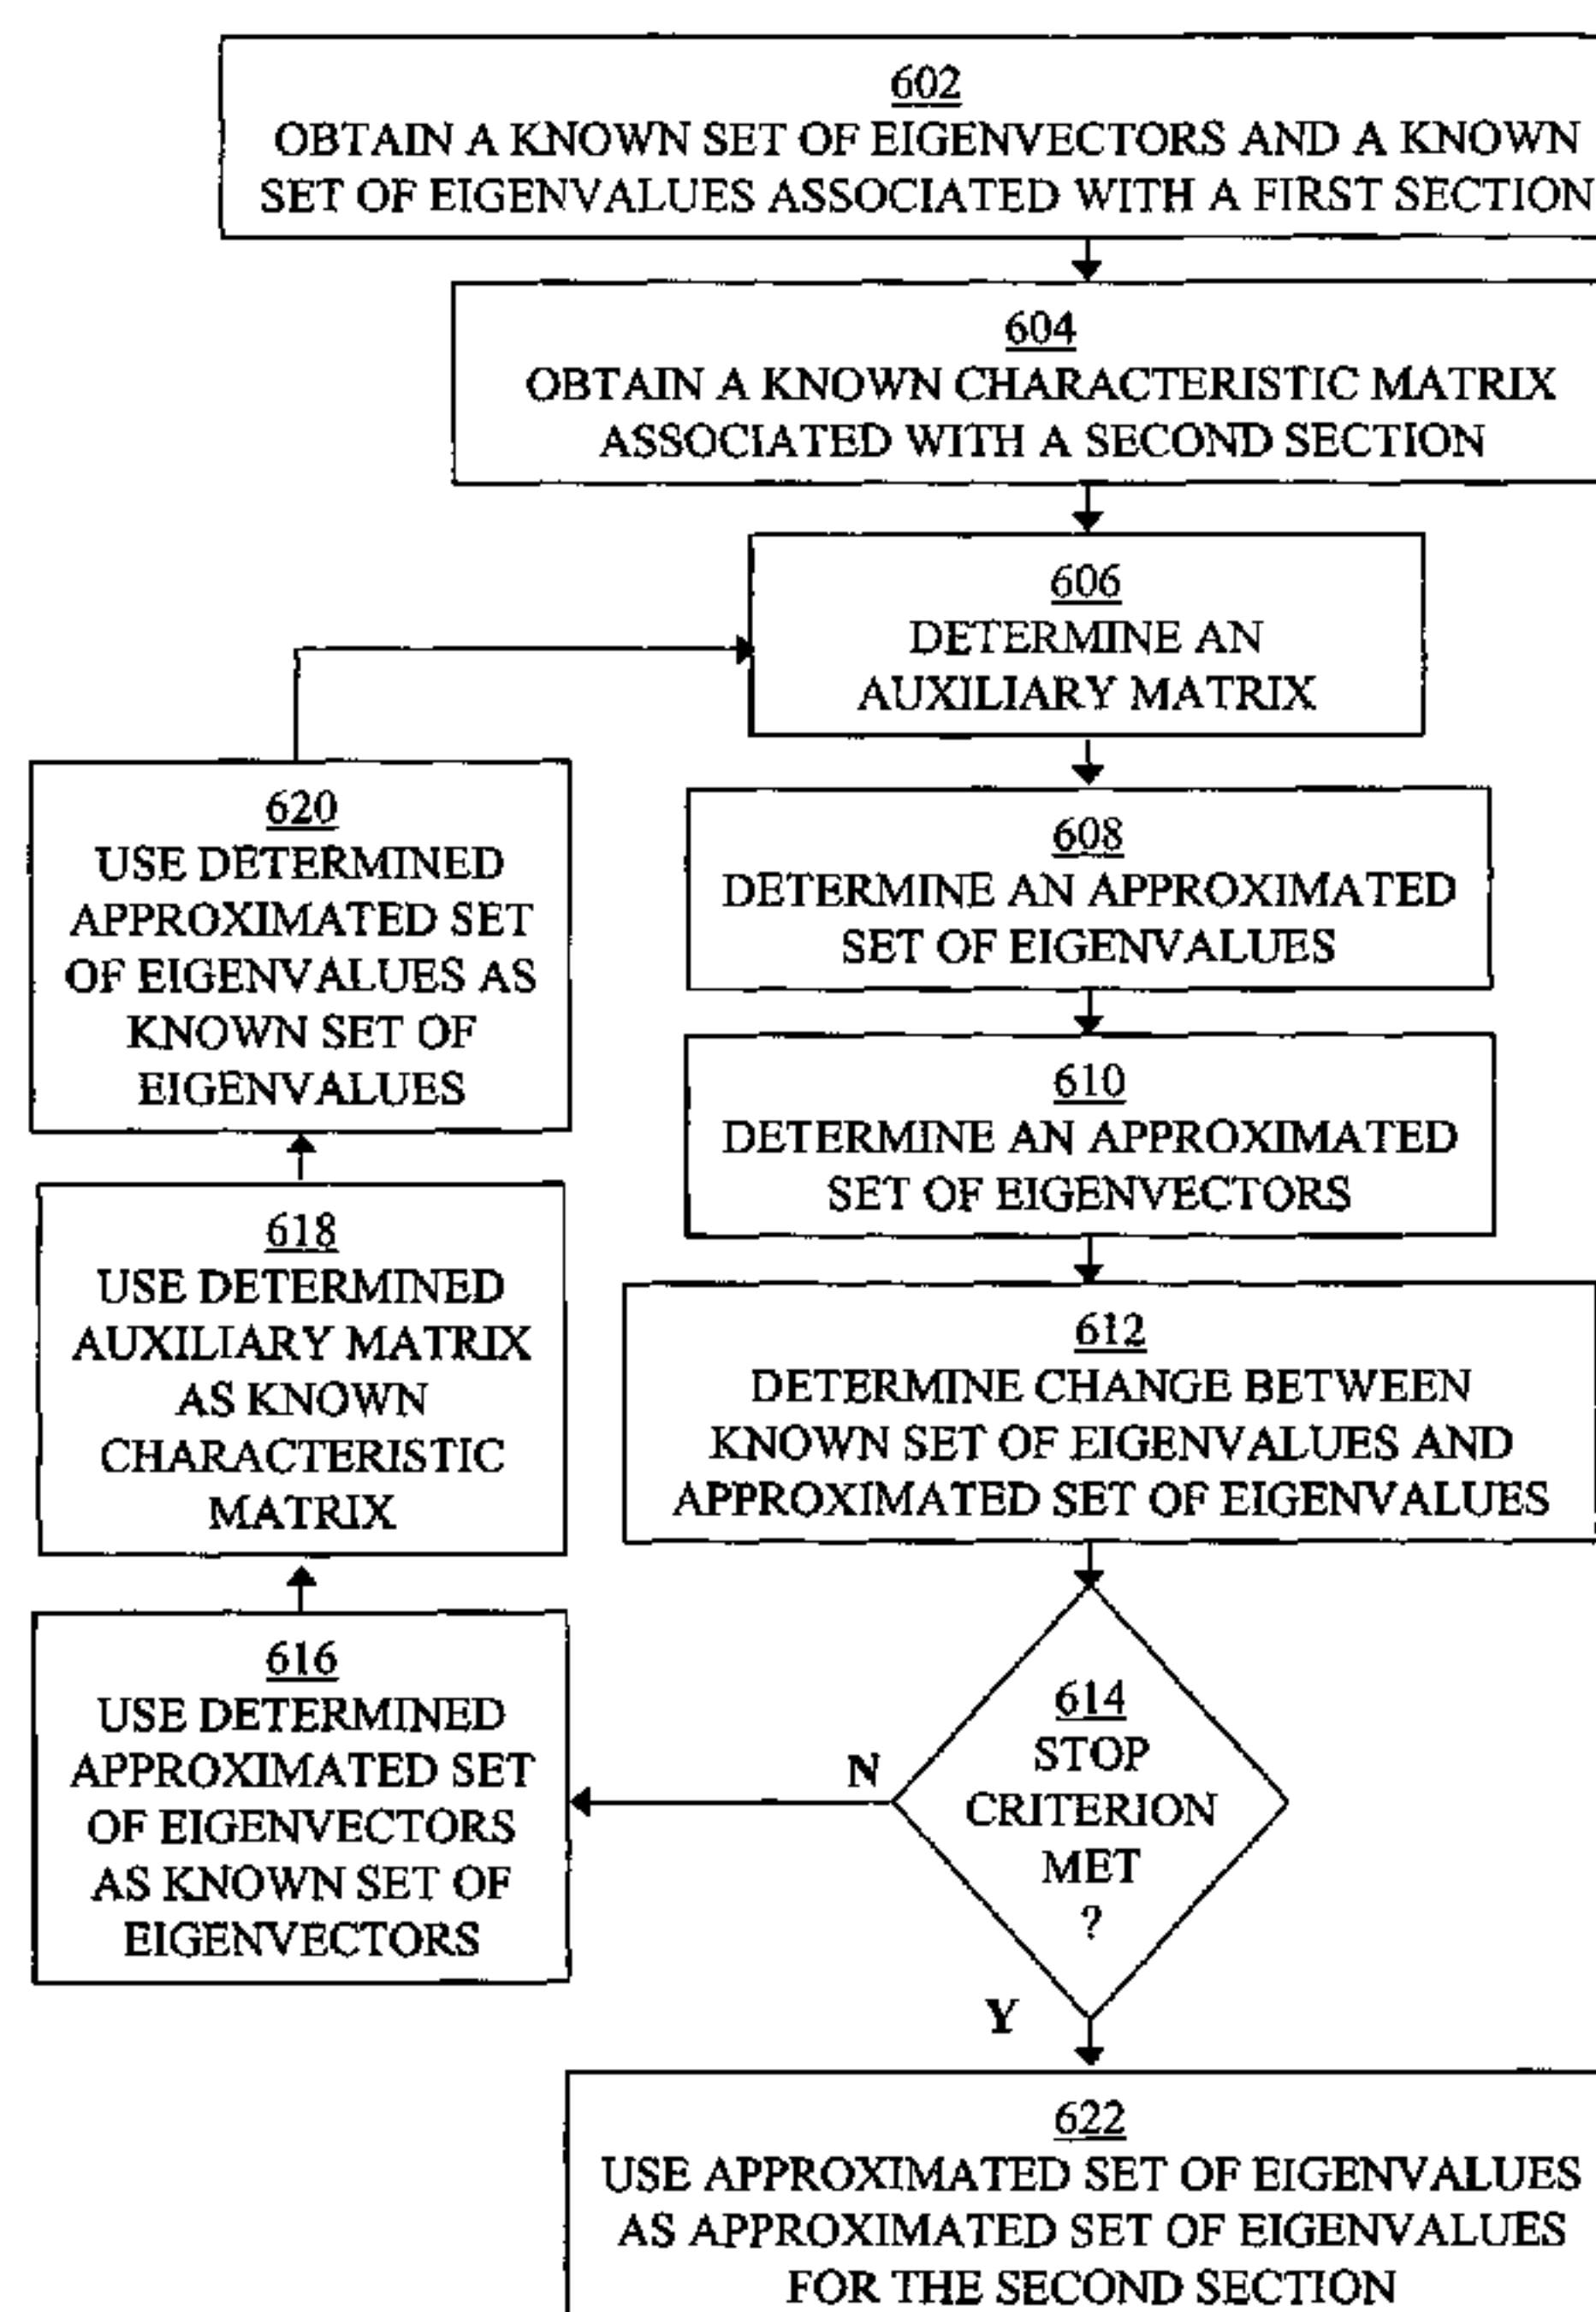 602
OBTAIN A KNOWN SET OF EIGENVECTORS AND A KNOWN
SET OF EIGENVALUES ASSOCIATED WITH A FIRST SECTION
604
OBTAIN A KNOWN CHARACTERISTIC MATRIX
ASSOCIATED WITH A SECOND SECTION
606
DETERMINE AN
AUXILIARY MATRIX
608
DETERMINE AN APPROXIMATED
SET OF EIGENVALUES
610
DETERMINE AN APPROXIMATED
SET OF EIGENVECTORS
612
DETERMINE CHANGE BETWEEN
KNOWN SET OF EIGENVALUES AND
APPROXIMATED SET OF EIGENVALUES
614
STOP
CRITERION
MET
?
N
616
USE DETERMINED
APPROXIMATED SET
OF EIGENVECTORS
AS KNOWN SET OF
EIGENVECTORS
618
USE DETERMINED
AUXILIARY MATRIX
AS KNOWN
CHARACTERISTIC
MATRIX
620
USE DETERMINED
APPROXIMATED SET
OF EIGENVALUES AS
KNOWN SET OF
EIGENVALUES
Y
622
USE APPROXIMATED SET OF EIGENVALUES
AS APPROXIMATED SET OF EIGENVALUES
FOR THE SECOND SECTION